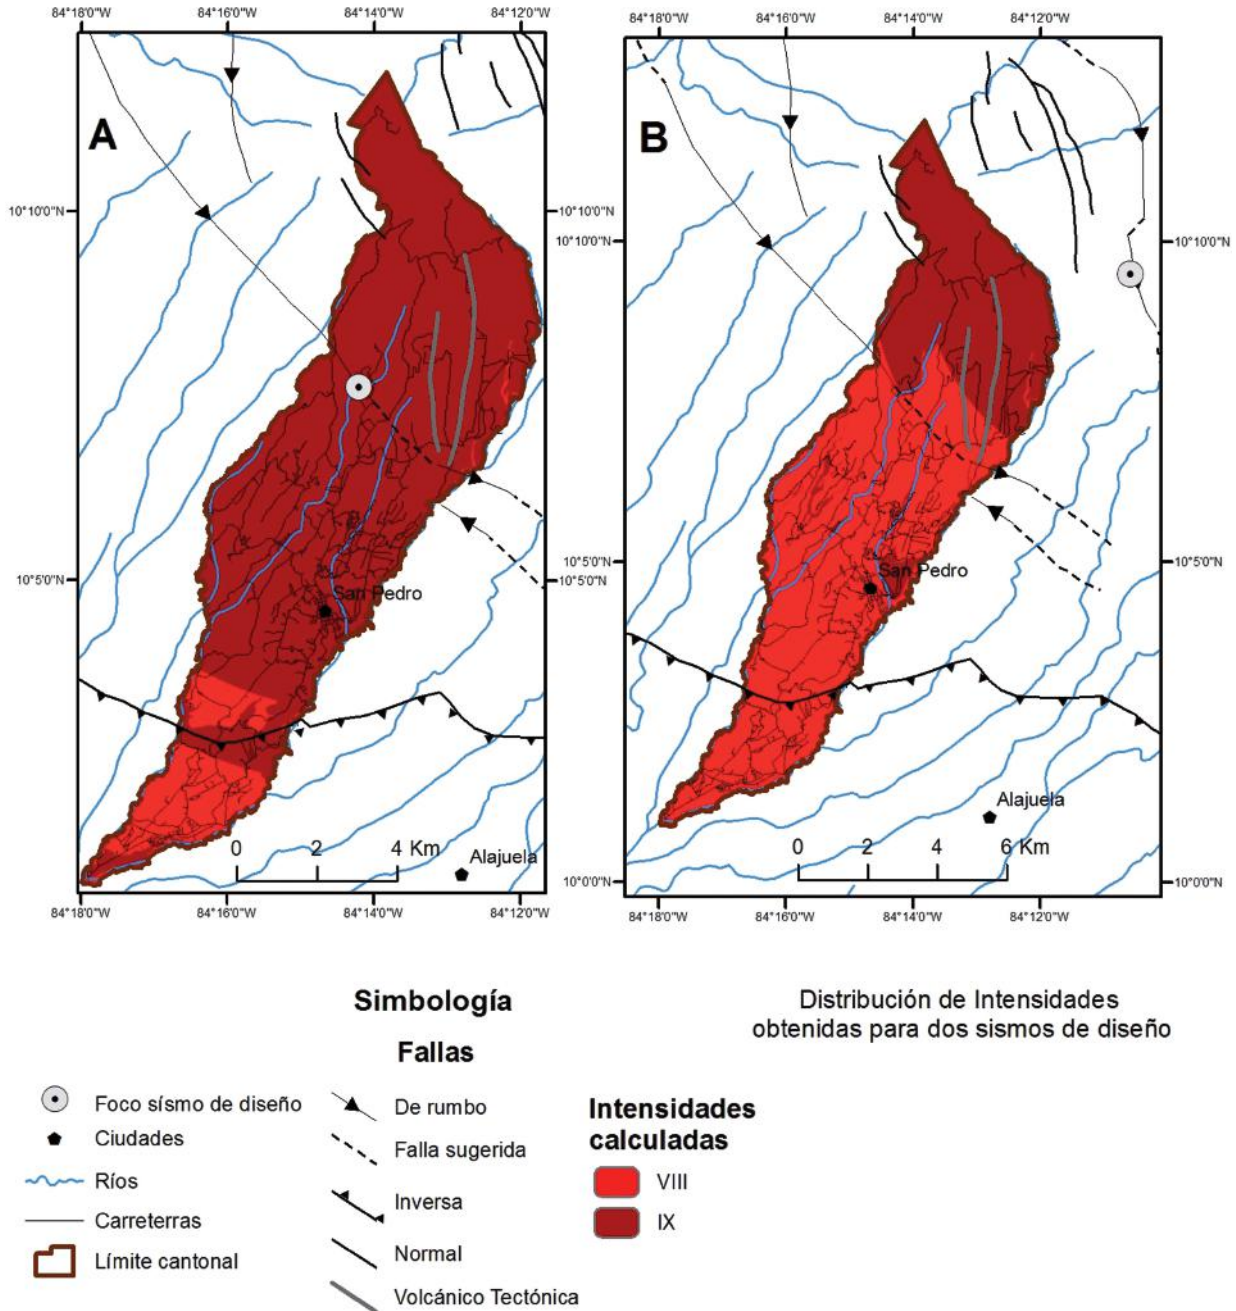 84°18'0"W 84°16'0"W 84°14'0"W 84°12'0"W
84°18'0"W 84°16'0"W 84°14'0"W 84°12'0"W
A
B
10°10'0"N
10°10'0"N
10°10'0"N
10°10'0"N
10°5'0"N
10°5'0"N
10°5'0"N
10°5'0"N
San Pedro
San Pedro
Alajuela
0 2 4 Km
Alajuela
0 2 4 6 Km
10°0'0"N
10°0'0"N
84°18'0"W 84°16'0"W 84°14'0"W 84°12'0"W
84°18'0"W 84°16'0"W 84°14'0"W 84°12'0"W
Simbología
Distribución de Intensidades
obtenidas para dos sismos de diseño
Fallas
Foco sísmo de diseño
Ciudades
Ríos
Carreterras
Límite cantonal
De rumbo
Falla sugerida
Inversa
Normal
Volcánico Tectónica
Intensidades
calculadas
VIII
IX